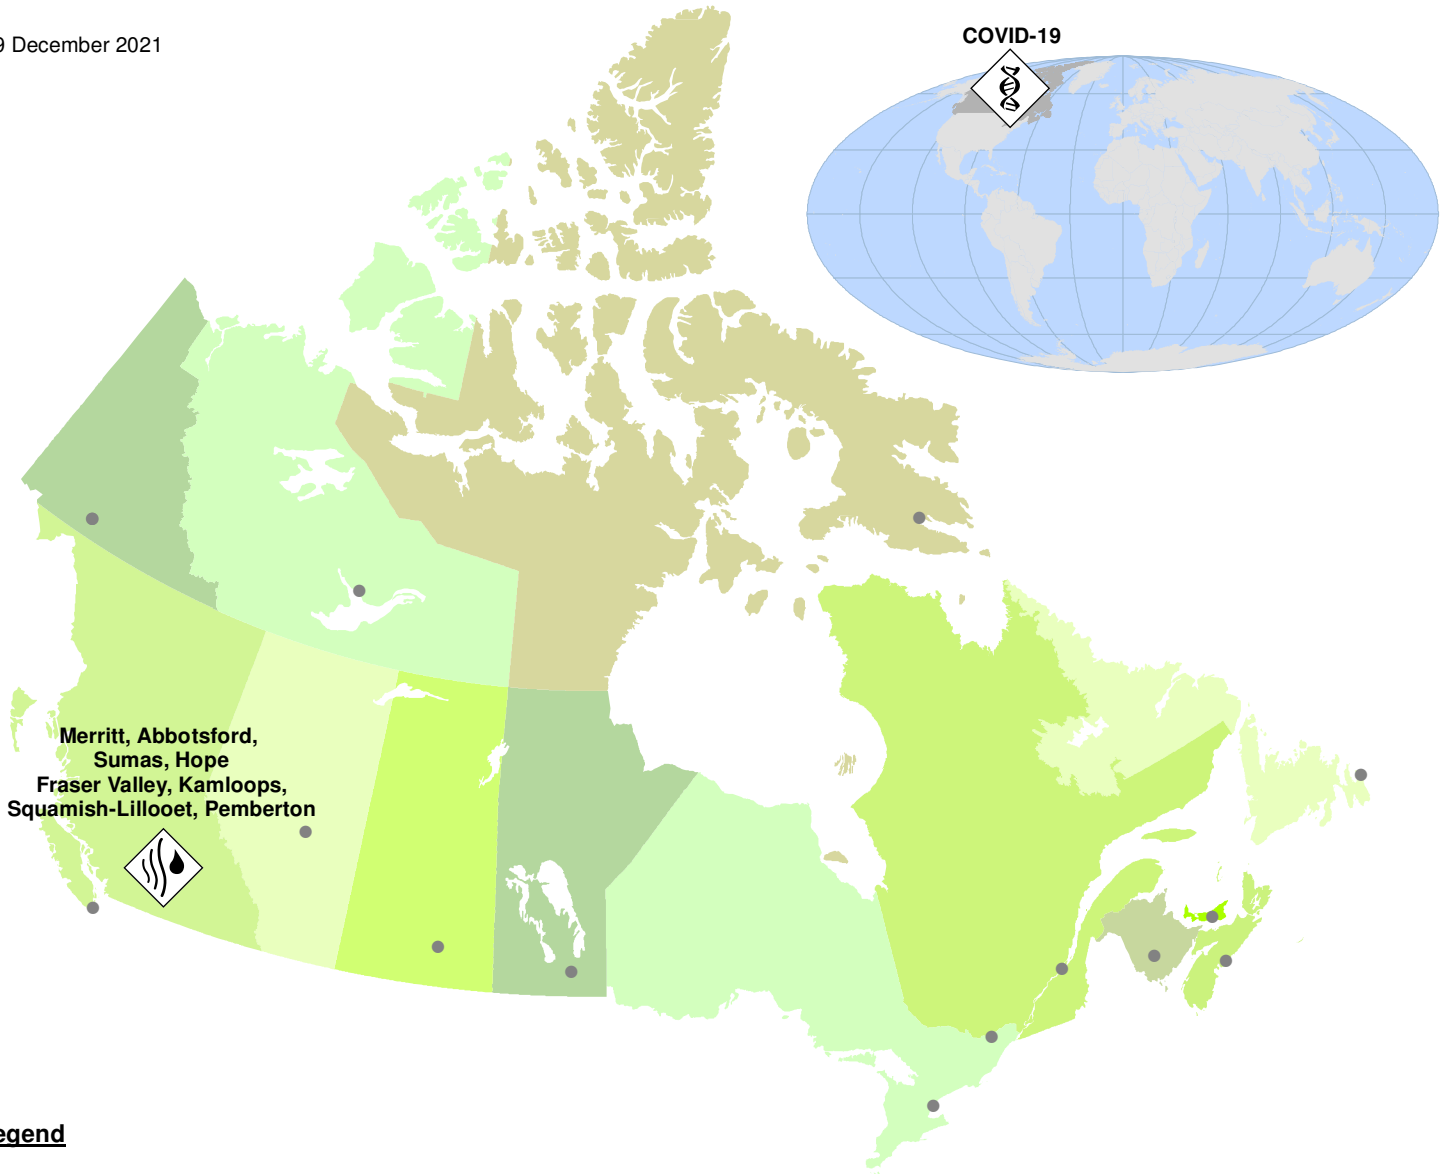 9 December 2021
COVID-19
Merritt, Abbotsford,
Sumas, Hope
Fraser Valley, Kamloops,
Squamish-Lillooet, Pemberton
egend